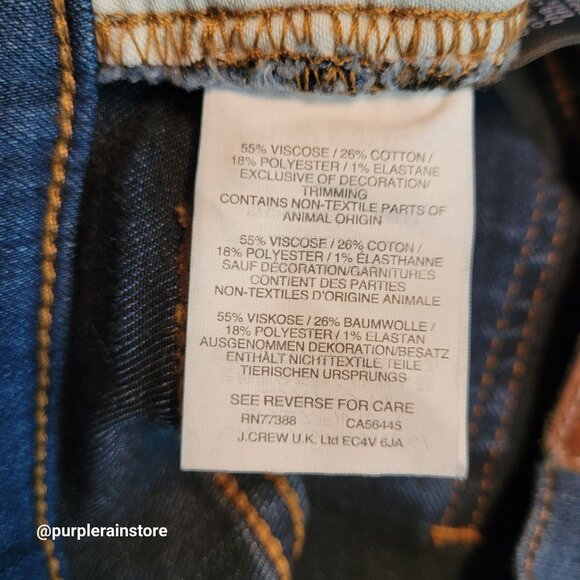 55% VISCOSE / 26% COTTON /
18% POLYESTER / 1% ELASTANE
EXCLUSIVE OF DECORATION/
TRIMMING
CONTAINS NON-TEXTILE PARTS OF
ANIMAL ORIGIN
55% VISCOSE / 26% COTON /
18% POLYESTER / 1% ÉLASTHANNE
SAUF DÉCORATION/GARNITURES
CONTIENT DES PARTIES
NON-TEXTILES D'ORIGINE ANIMALE
55% VISKOSE / 26% BAUMWOLLE /
18% POLYESTER / 1% ELASTAN
AUSGENOMMEN DEKORATION/BESATZ
ENTHÄLT NICHTTEXTILE TEILE
TIERISCHEN URSPRUNGS
SEE REVERSE FOR CARE
RN77388 CA56445
J.CREW U.K. Ltd EC4V 6JA
@purplerainstore